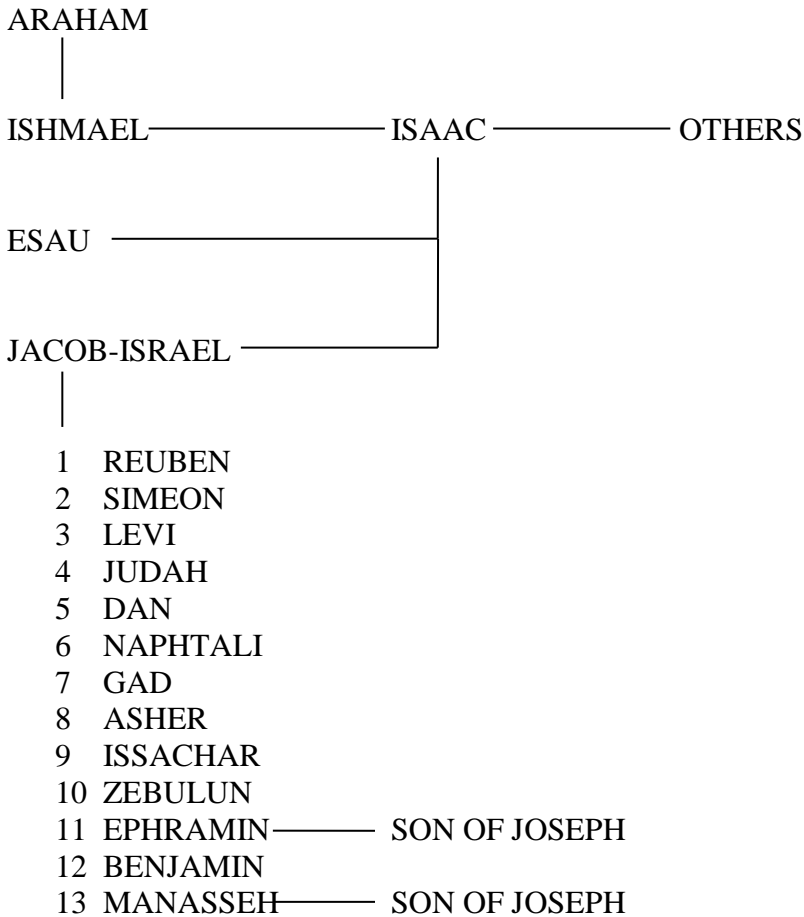 ARAHAM
ISHMAEL ISAAC OTHERS
ESAU
JACOB-ISRAEL
1 REUBEN
2 SIMEON
3 LEVI
4 JUDAH
5 DAN
6 NAPHTALI
7 GAD
8 ASHER
9 ISSACHAR
10 ZEBULUN
11 EPHRAMIN SON OF JOSEPH
12 BENJAMIN
13 MANASSEH SON OF JOSEPH